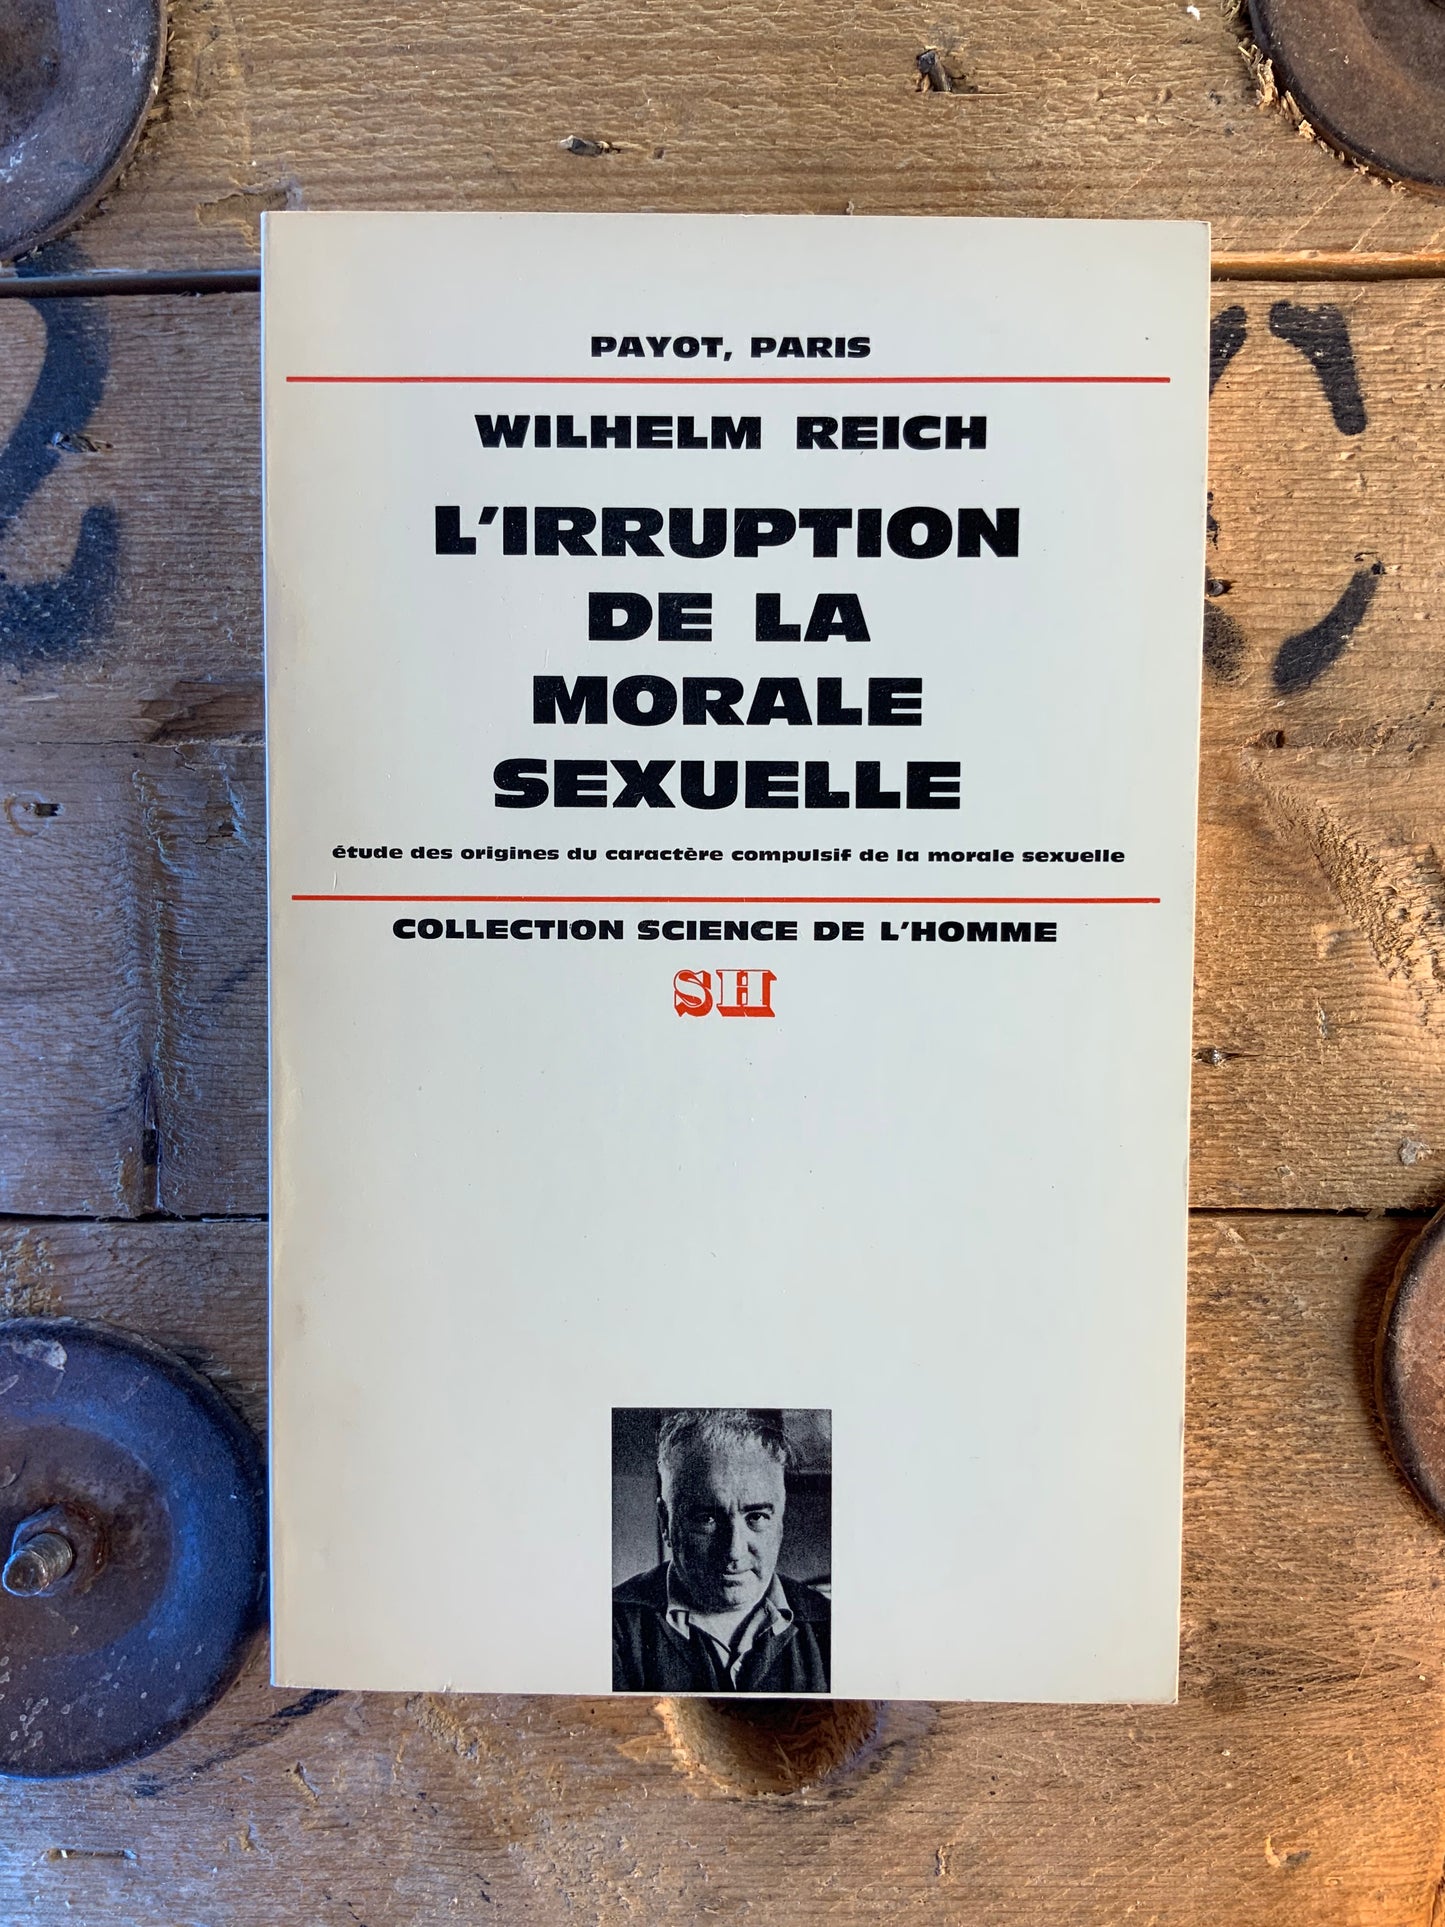 PAYOT, PARIS
WILHELM REICH
L'IRRUPTION
DE LA
MORALE
SEXUELLE
étude des origines du caractère compulsif de la morale sexuelle
COLLECTION SCIENCE DE L'HOMME
SH